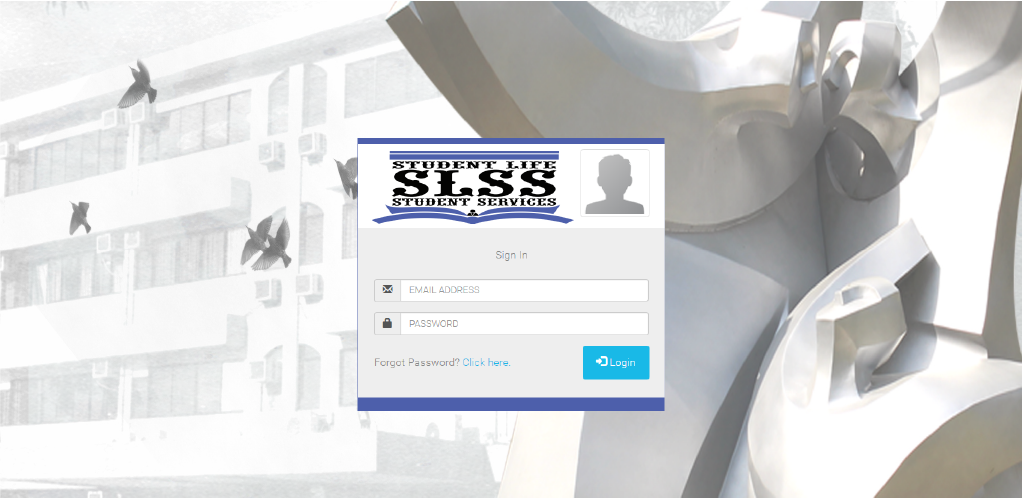 STUDENT LIFE
SLSS
STUDENT SERVICES
Sign In
EMAIL ADDRESS
PASSWORD
Forgot Password? Click here.
Login